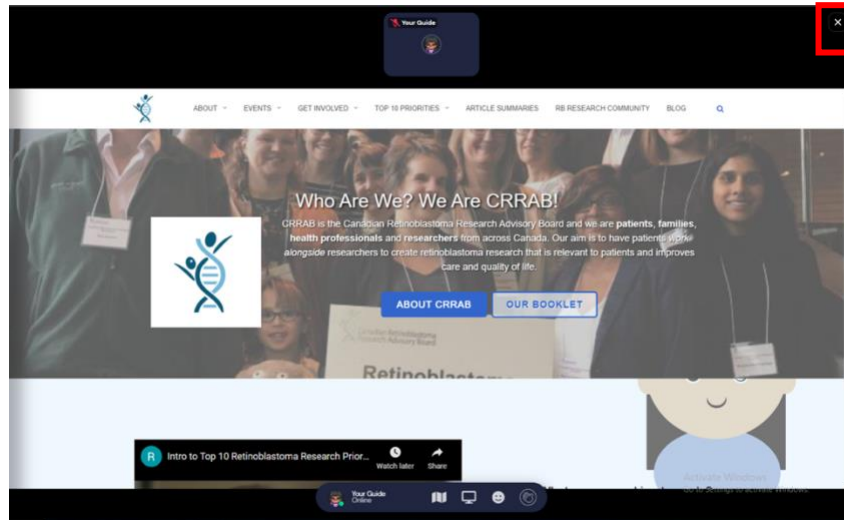 Your Guide
×
ABOUT EVENTS GET INVOLVED TOP 10 PRIORITIES ARTICLE SUMMARIES RB RESEARCH COMMUNITY BLOG
Who Are We? We Are CRRAB!
CRRAB is the Canadian Retinoblastoma Research Advisory Board and we are patients, families,
health professionals and researchers from across Canada. Our aim is to have patients work
alongside researchers to create retinoblastoma research that is relevant to patients and improves
care and quality of life.
ABOUT CRRAB OUR BOOKLET
Canadian Retinoblastoma
Research Advisory Board
R Intro to Top 10 Retinoblastoma Research Prior...
Watch later Share
Activate Windows
Go to Settings to activate Windows.
Your Guide
Online